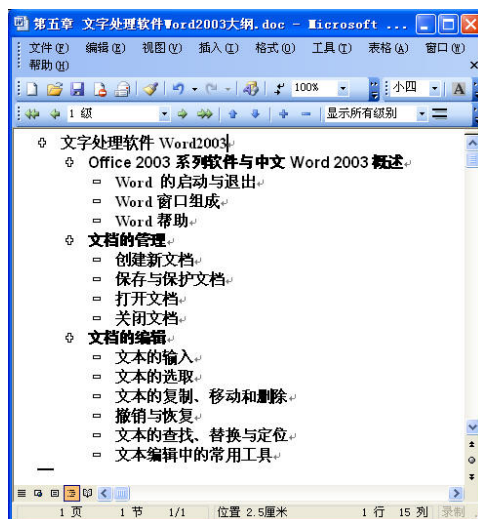 第五章 文字处理软件Word2003大纲.doc - Microsoft ...
文件(F) 编辑(E) 视图(V) 插入(I) 格式(O) 工具(T) 表格(A) 窗口(W)
帮助(H)
100% 小四 A
1 级 显示所有级别
文字处理软件 Word2003
Office 2003 系列软件与中文 Word 2003 概述
Word 的启动与退出
Word 窗口组成
Word 帮助
文档的管理
创建新文档
保存与保护文档
打开文档
关闭文档
文档的编辑
文本的输入
文本的选取
文本的复制、移动和删除
撤销与恢复
文本的查找、替换与定位
文本编辑中的常用工具
1 页 1 节 1/1 位置 2.5厘米 1 行 15 列 录制